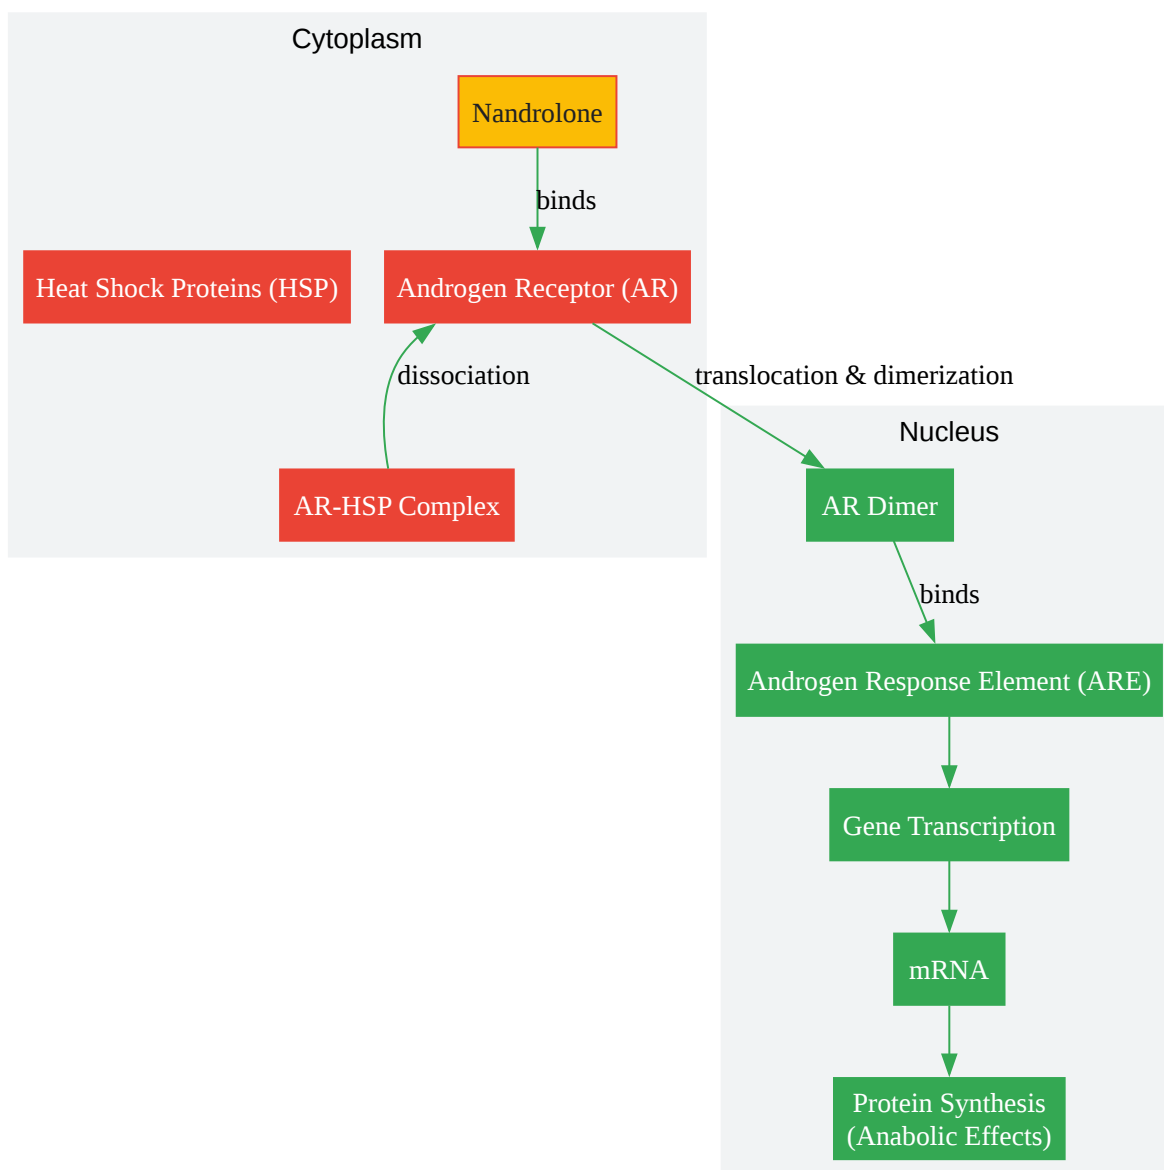 Cytoplasm
Nandrolone
binds
Heat Shock Proteins (HSP)
Androgen Receptor (AR)
dissociation
translocation & dimerization
Nucleus
AR-HSP Complex
AR Dimer
binds
Androgen Response Element (ARE)
Gene Transcription
mRNA
Protein Synthesis
(Anabolic Effects)